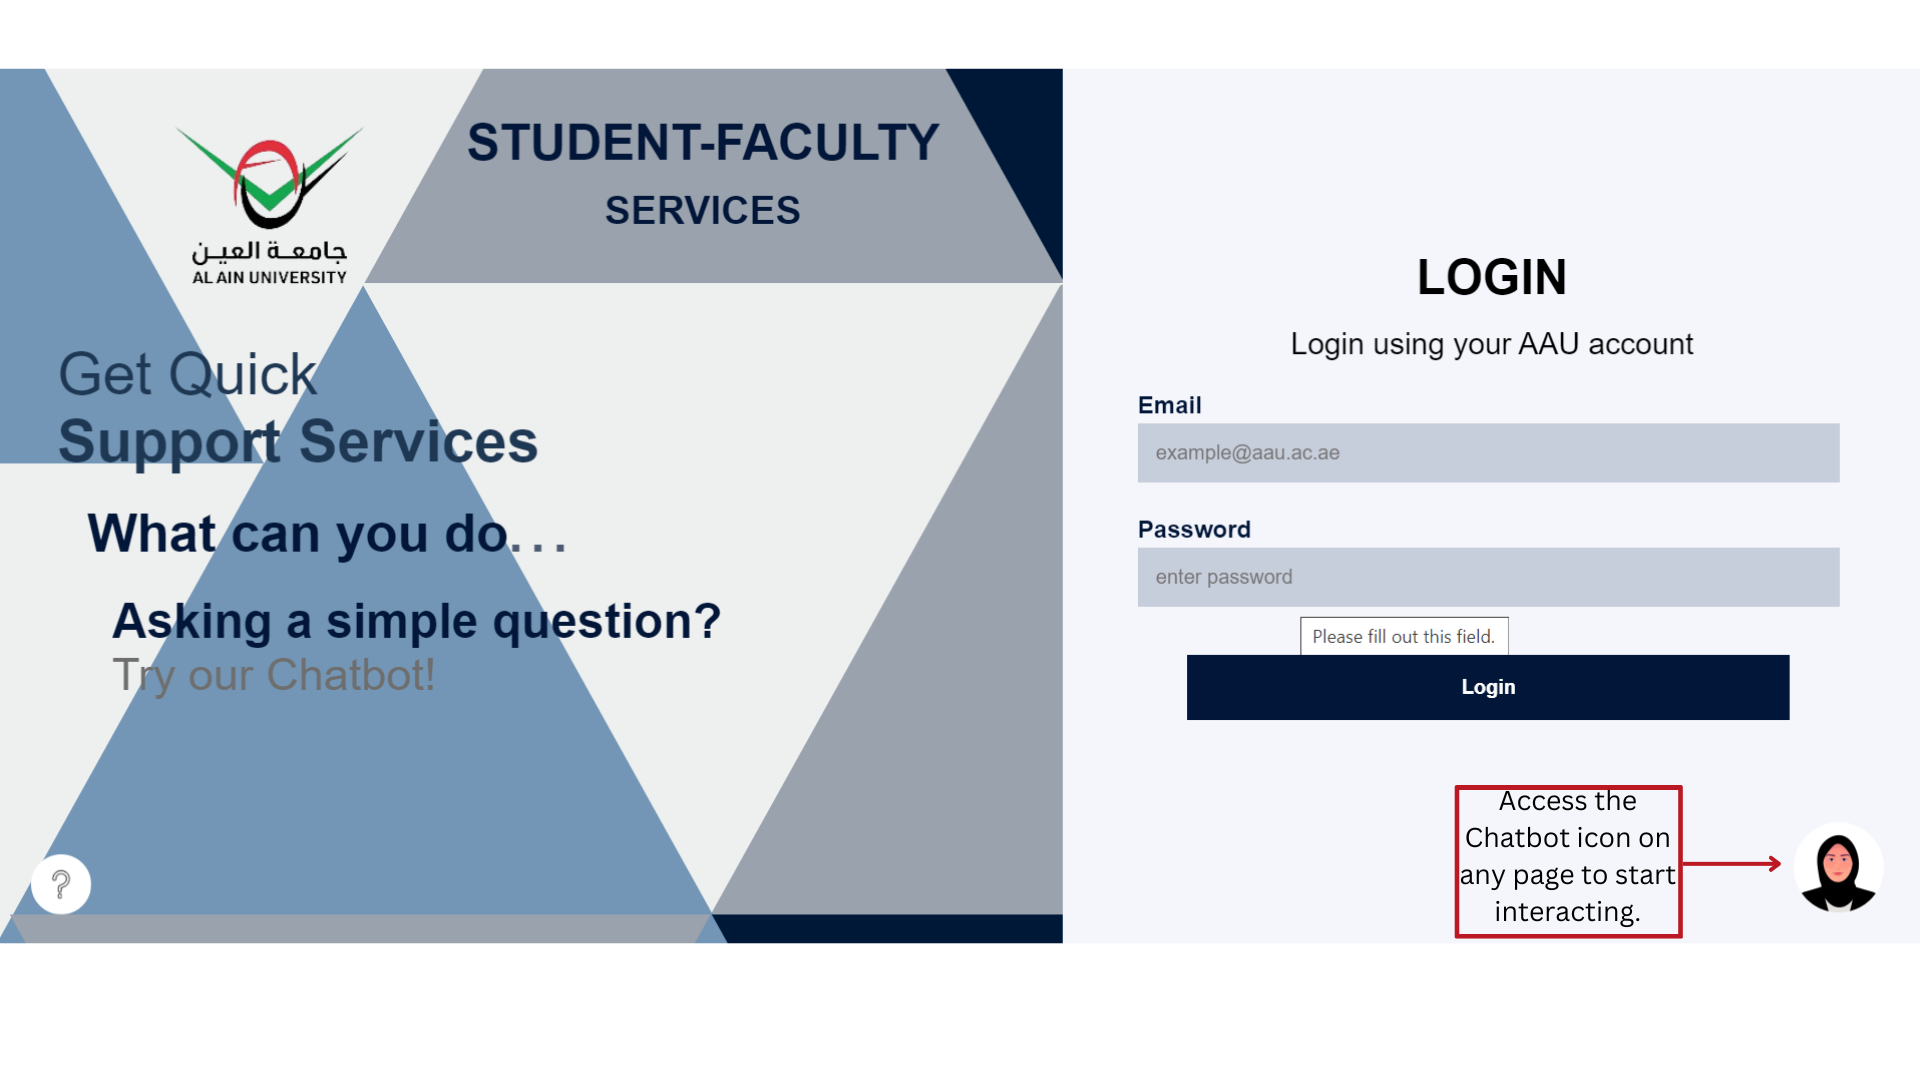 جامعة العين
AL AIN UNIVERSITY
STUDENT-FACULTY
SERVICES
Get Quick
Support Services
What can you do...
Asking a simple question?
Try our Chatbot!
?
LOGIN
Login using your AAU account
Email
example@aau.ac.ae
Password
enter password
Please fill out this field.
Login
Access the
Chatbot icon on
any page to start
interacting.